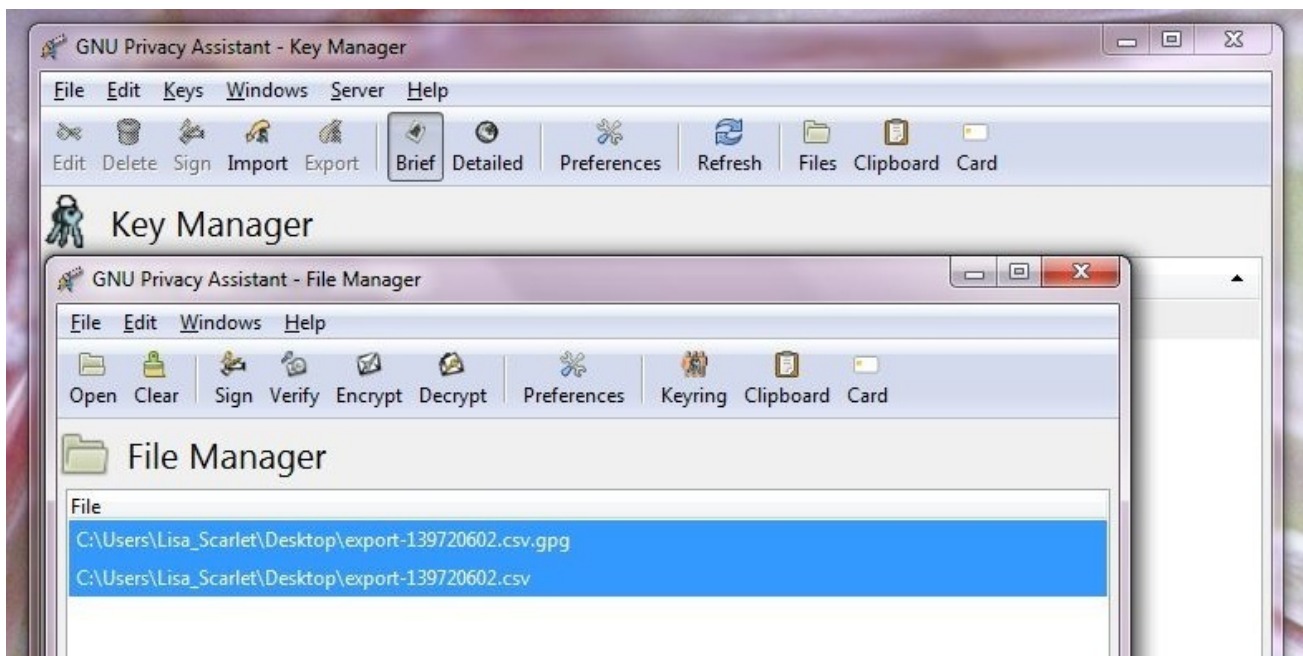 GNU Privacy Assistant - Key Manager
File Edit Keys Windows Server Help
Edit Delete Sign Import Export Brief Detailed Preferences Refresh Files Clipboard Card
Key Manager
GNU Privacy Assistant - File Manager
File Edit Windows Help
Open Clear Sign Verify Encrypt Decrypt Preferences Keyring Clipboard Card
File Manager
File
C:\Users\Lisa_Scarlet\Desktop\export-139720602.csv.gpg
C:\Users\Lisa_Scarlet\Desktop\export-139720602.csv